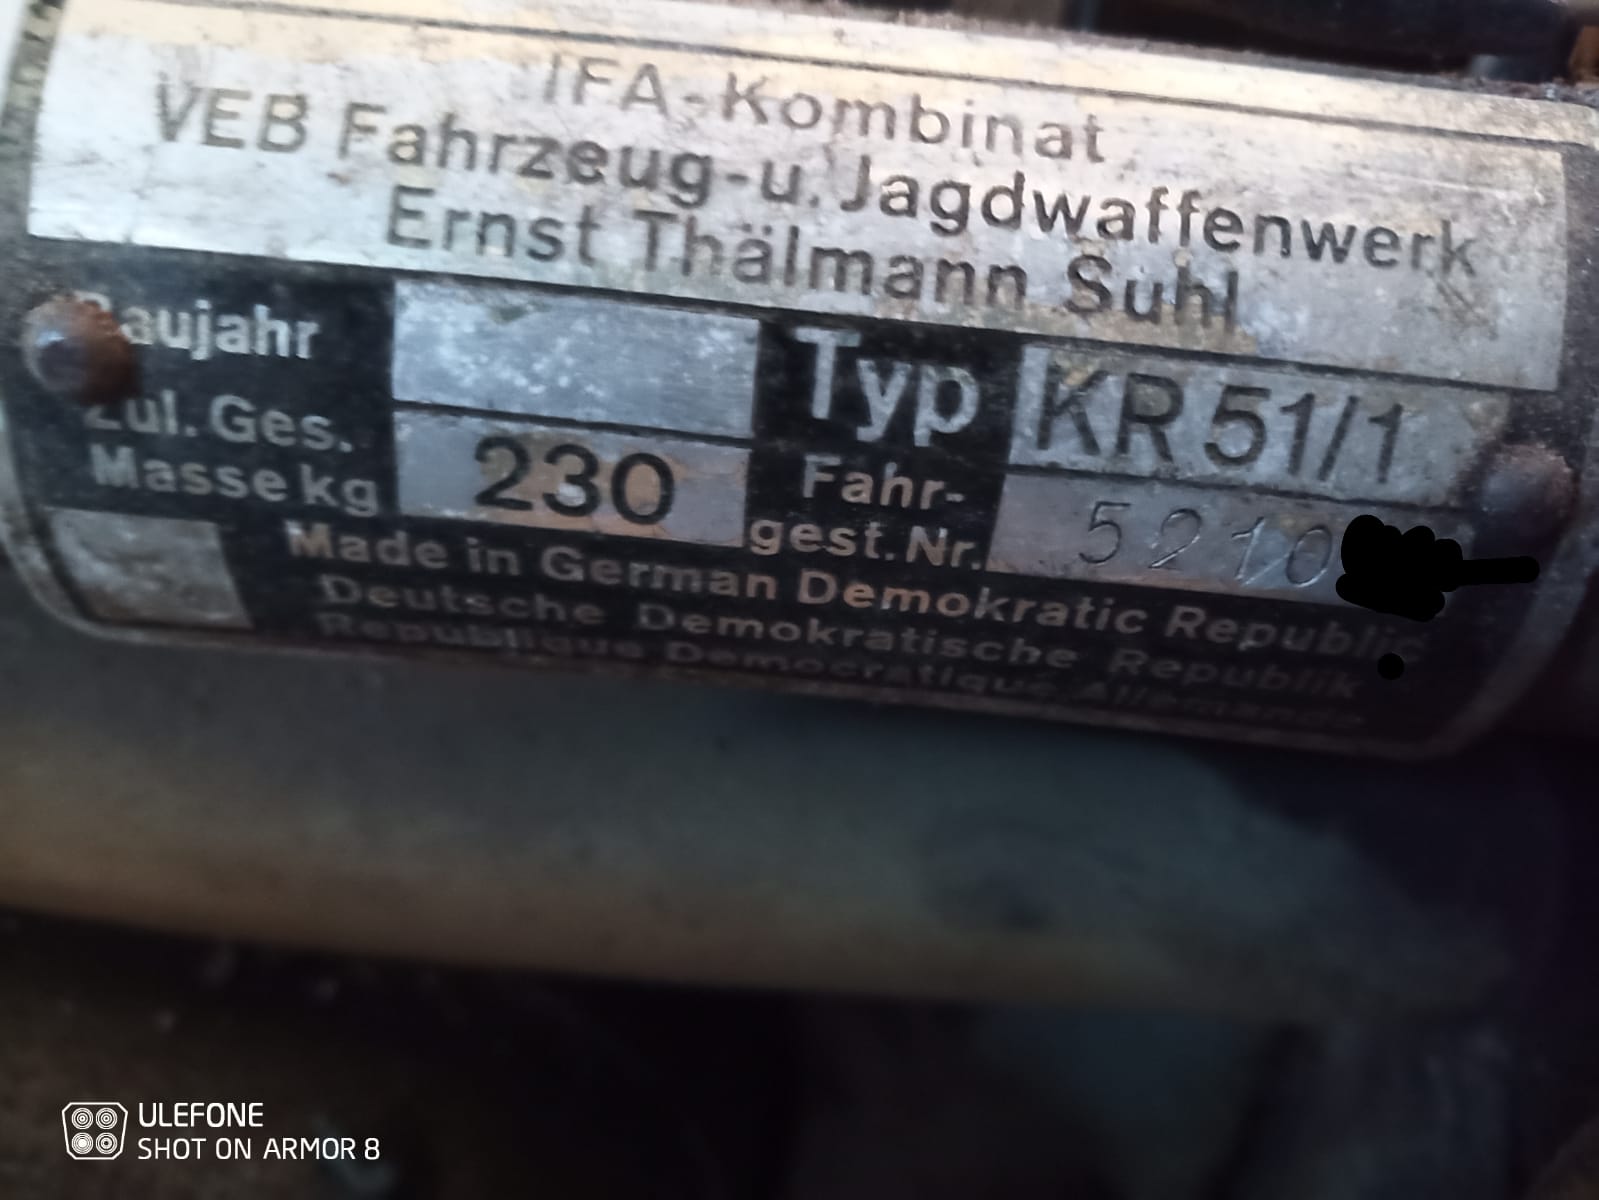 IFA-Kombinat
VEB Fahrzeug-u. Jagdwaffenwerk
Ernst Thälmann Suhl
Baujahr
Typ KR 51/1
Zul. Ges.
Masse kg 230
Fahr-
gest. Nr. 5210
Made in German Demokratic Republic
Deutsche Demokratische Republik
Republique Democratique Allemande
ULEFONE
SHOT ON ARMOR 8